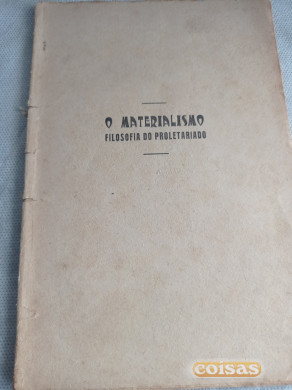 O MATERIALISMO
FILOSOFIA DO PROLETARIADO
coisas